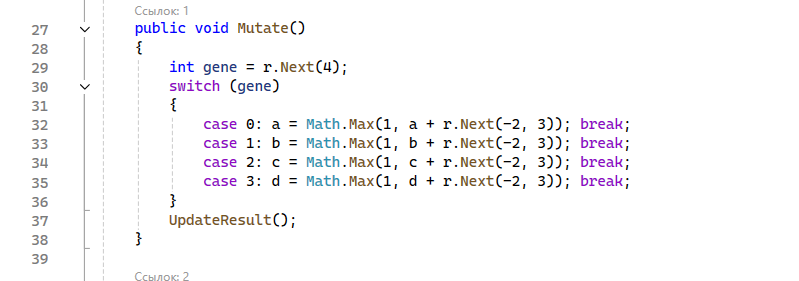 Ссылок: 1
27 public void Mutate()
28 {
29 int gene = r.Next(4);
30 switch (gene)
31 {
32 case 0: a = Math.Max(1, a + r.Next(-2, 3)); break;
33 case 1: b = Math.Max(1, b + r.Next(-2, 3)); break;
34 case 2: c = Math.Max(1, c + r.Next(-2, 3)); break;
35 case 3: d = Math.Max(1, d + r.Next(-2, 3)); break;
36 }
37 UpdateResult();
38 }
39
Ссылок: 2